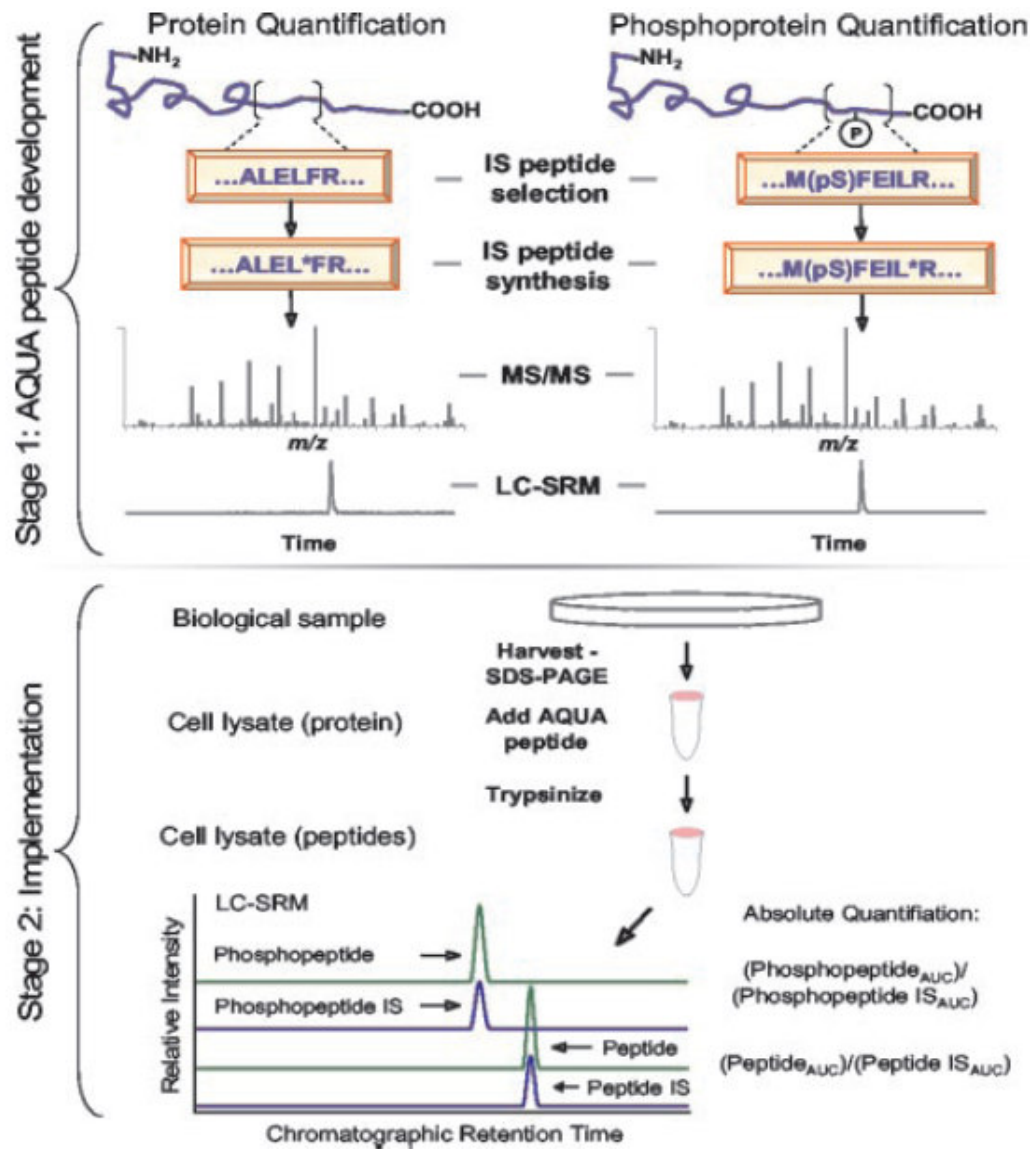 Protein Quantification
Phosphoprotein Quantification
Stage 1: AQUA peptide development
NH2
COOH
NH2
COOH
P
...ALELFR...
IS peptide
selection
...M(pS)FEILR...
...ALEL*FR...
IS peptide
synthesis
...M(pS)FEIL*R...
MS/MS
m/z
m/z
LC-SRM
Time
Time
Stage 2: Implementation
Biological sample
Harvest -
SDS-PAGE
Cell lysate (protein)
Add AQUA
peptide
Trypsinize
Cell lysate (peptides)
LC-SRM
Relative Intensity
Phosphopeptide
Phosphopeptide IS
Peptide
Peptide IS
Chromatographic Retention Time
Absolute Quantifiation:
(PhosphopeptideAUC)/
(Phosphopeptide ISAUC)
(PeptideAUC)/(Peptide ISAUC)